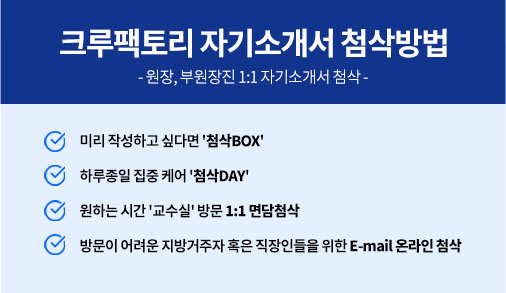 크루팩토리 자기소개서 첨삭방법
- 원장, 부원장진 1:1 자기소개서 첨삭 -
미리 작성하고 싶다면 '첨삭BOX'
하루종일 집중 케어 '첨삭DAY'
원하는 시간 '교수실' 방문 1:1 면담첨삭
방문이 어려운 지방거주자 혹은 직장인들을 위한 E-mail 온라인 첨삭